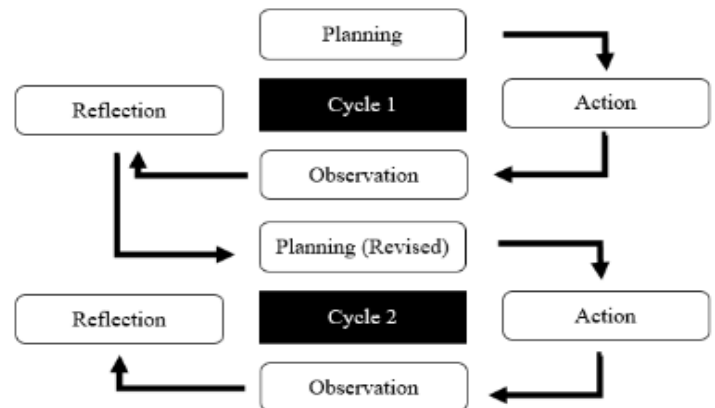 Planning
Reflection
Cycle 1
Action
Observation
Planning (Revised)
Reflection
Cycle 2
Action
Observation